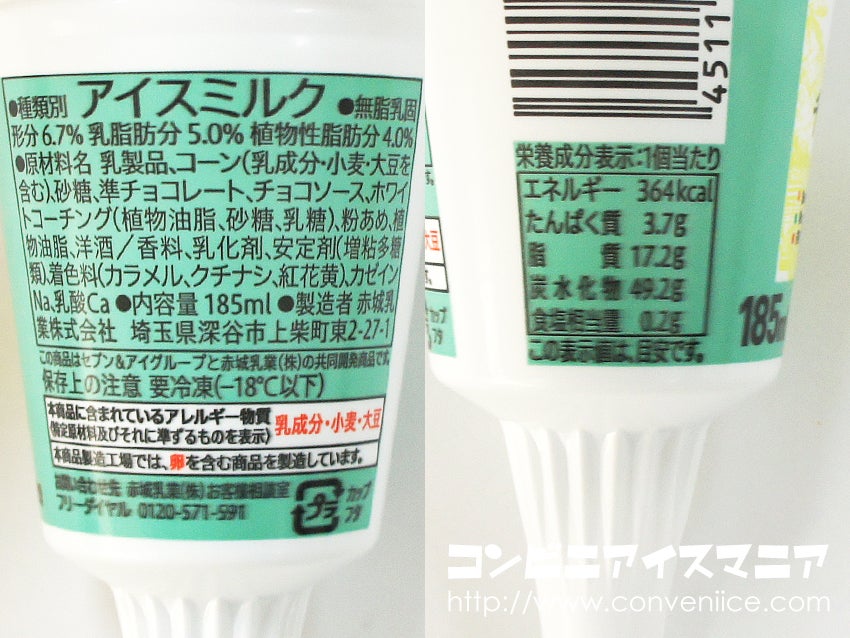 ●種類別 アイスミルク ●無脂乳固
形分6.7% 乳脂肪分 5.0% 植物性脂肪分 4.0%
●原材料名 乳製品、コーン(乳成分・小麦・大豆を
含む)、砂糖、準チョコレート、チョコソース、ホワイ
トコーチング(植物油脂、砂糖、乳糖)、粉あめ、植
物油脂、洋酒/香料、乳化剤、安定剤(増粘多糖
類)、着色料(カラメル、クチナシ、紅花黄)、カゼイン
Na、乳酸Ca ●内容量 185ml ●製造者 赤城乳
業株式会社 埼玉県深谷市上柴町東2-27-1
この商品はセブン&アイグループと赤城乳業(株)の共同開発商品です。
保存上の注意 要冷凍(−18℃以下)
本商品に含まれているアレルギー物質
(特定原材料及びそれに準ずるものを表示)
乳成分・小麦・大豆
本商品製造工場では、卵を含む商品を製造しています。
お問い合わせ先 赤城乳業(株)お客様相談室
フリーダイヤル 0120-571-591
プラ
カップ
フタ
4511
栄養成分表示:1個当たり
エネルギー 364kcal
たんぱく質 3.7g
脂質 17.2g
炭水化物 49.2g
食塩相当量 0.2g
この表示値は、目安です。
185m
大豆
カップ
フタ
コンビニアイスマニア
http://www.conveniice.com/